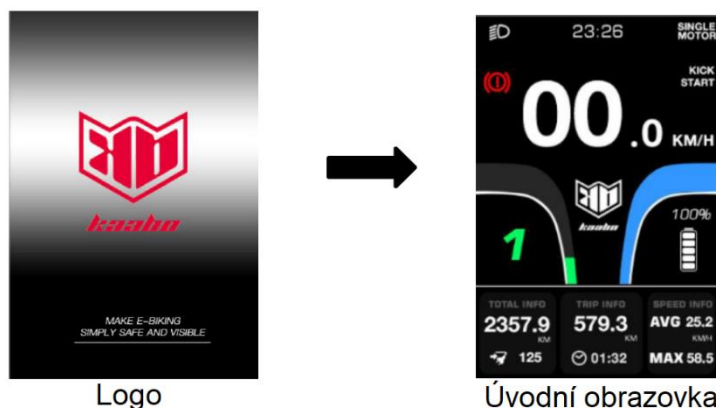 kaabo
MAKE E-BIKING
SIMPLY SAFE AND VISIBLE
Logo
23:26
SINGLE
MOTOR
KICK
START
00.0 KM/H
kaabo
1
100%
TOTAL INFO
2357.9
KM
125
TRIP INFO
579.3
KM
01:32
SPEED INFO
AVG 25.2
KM/H
MAX 58.5
Úvodní obrazovka